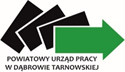 POWIATOWY URZĄD PRACY
W DĄBROWIE TARNOWSKIEJ